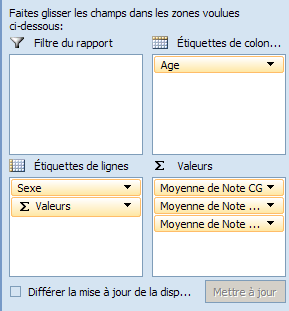 Faites glisser les champs dans les zones voulues
ci-dessous:
Filtre du rapport
Étiquettes de colon...
Age
Étiquettes de lignes
Σ Valeurs
Sexe
Σ Valeurs
Moyenne de Note CG
Moyenne de Note ...
Moyenne de Note ...
Différer la mise à jour de la disp...
Mettre à jour